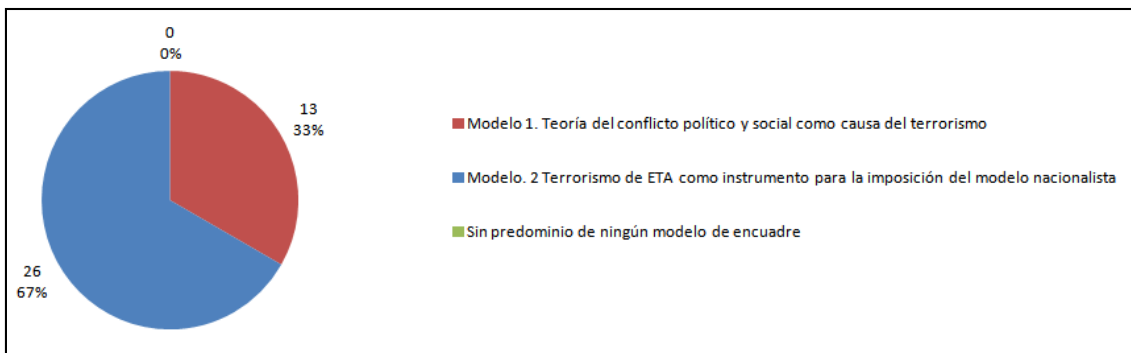 0
0%
13
33%
26
67%
Modelo 1. Teoría del conflicto político y social como causa del terrorismo
Modelo. 2 Terrorismo de ETA como instrumento para la imposición del modelo nacionalista
Sin predominio de ningún modelo de encuadre